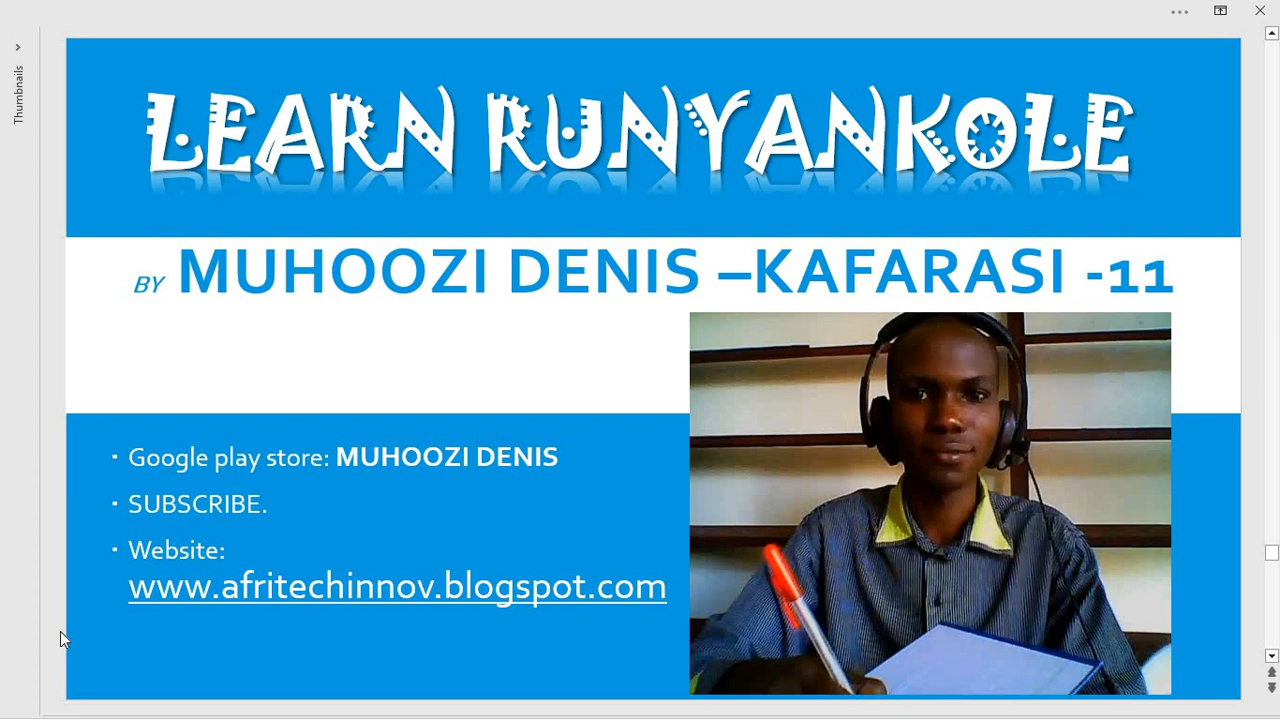 Thumbnails
LEARN RUNYANKOLE
BY MUHOOZI DENIS –KAFARASI -11
▪ Google play store: MUHOOZI DENIS
▪ SUBSCRIBE.
▪ Website:
www.afritechinnov.blogspot.com